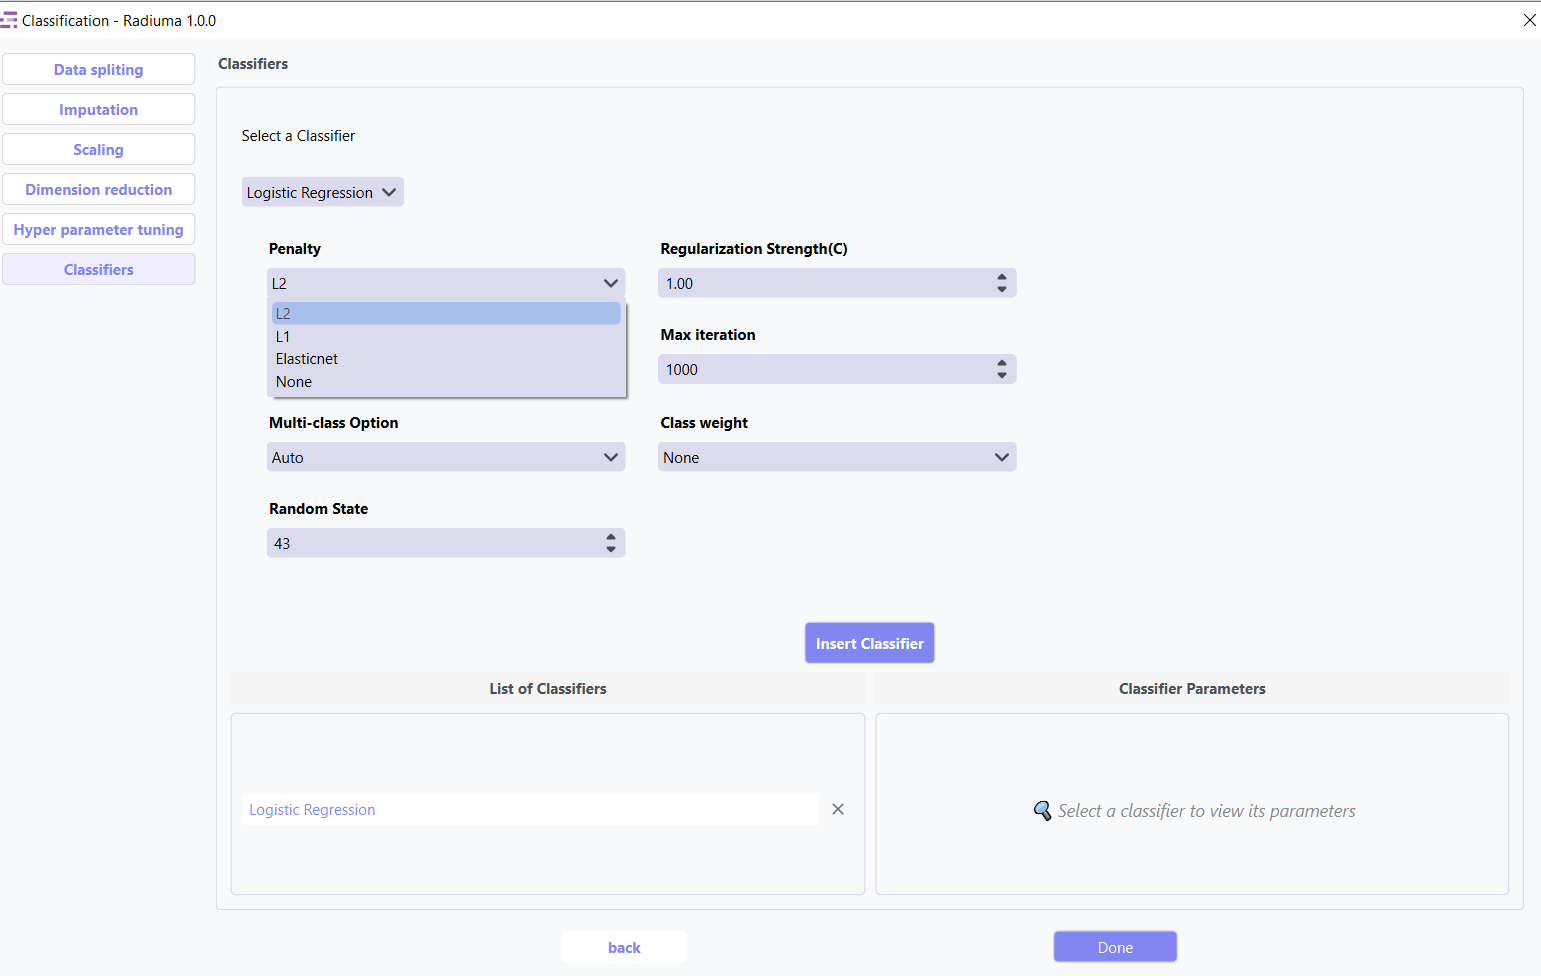 Classification - Radiuma 1.0.0
Data spliting
Imputation
Scaling
Dimension reduction
Hyper parameter tuning
Classifiers
Classifiers
Select a Classifier
Logistic Regression
Penalty
L2
L2
L1
Elasticnet
None
Regularization Strength(C)
1.00
Max iteration
1000
Multi-class Option
Auto
Class weight
None
Random State
43
Insert Classifier
List of Classifiers
Classifier Parameters
Logistic Regression
Select a classifier to view its parameters
back
Done